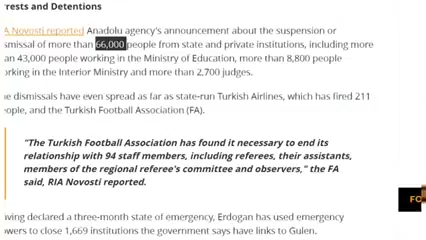 rrests and Detentions
A Novosti reported Anadolu agency's announcement about the suspension or
smissal of more than 66,000 people from state and private institutions, including more
an 43,000 people working in the Ministry of Education, more than 8,800 people
orking in the Interior Ministry and more than 2,700 judges.
e dismissals have even spread as far as state-run Turkish Airlines, which has fired 211
eople, and the Turkish Football Association (FA).
"The Turkish Football Association has found it necessary to end its
relationship with 94 staff members, including referees, their assistants,
members of the regional referee's committee and observers," the FA
said, RIA Novosti reported.
FO
aving declared a three-month state of emergency, Erdogan has used emergency
owers to close 1,669 institutions the government says have links to Gulen.